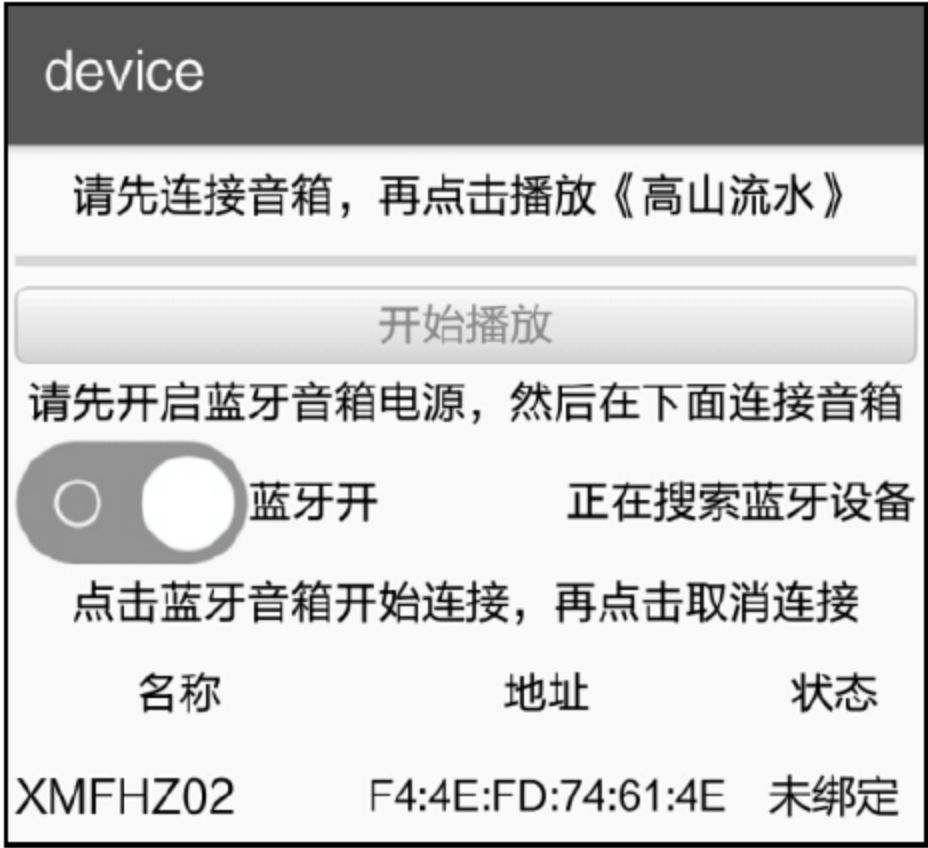 device
请先连接音箱，再点击播放《高山流水》
开始播放
请先开启蓝牙音箱电源，然后在下面连接音箱
蓝牙开 正在搜索蓝牙设备
点击蓝牙音箱开始连接，再点击取消连接
名称 地址 状态
XMFHZ02 F4:4E:FD:74:61:4E 未绑定